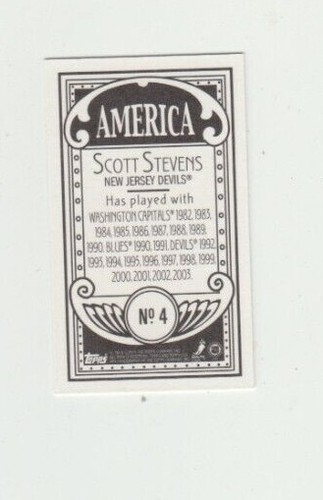 AMERICA
SCOTT STEVENS
NEW JERSEY DEVILS®
Has played with
WASHINGTON CAPITALS® 1982, 1983,
1984, 1985, 1986, 1987, 1988, 1989,
1990. BLUES® 1990, 1991, DEVILS® 1992,
1993, 1994, 1995, 1996, 1997, 1998, 1999,
2000, 2001, 2002, 2003.
Nº 4
Topps